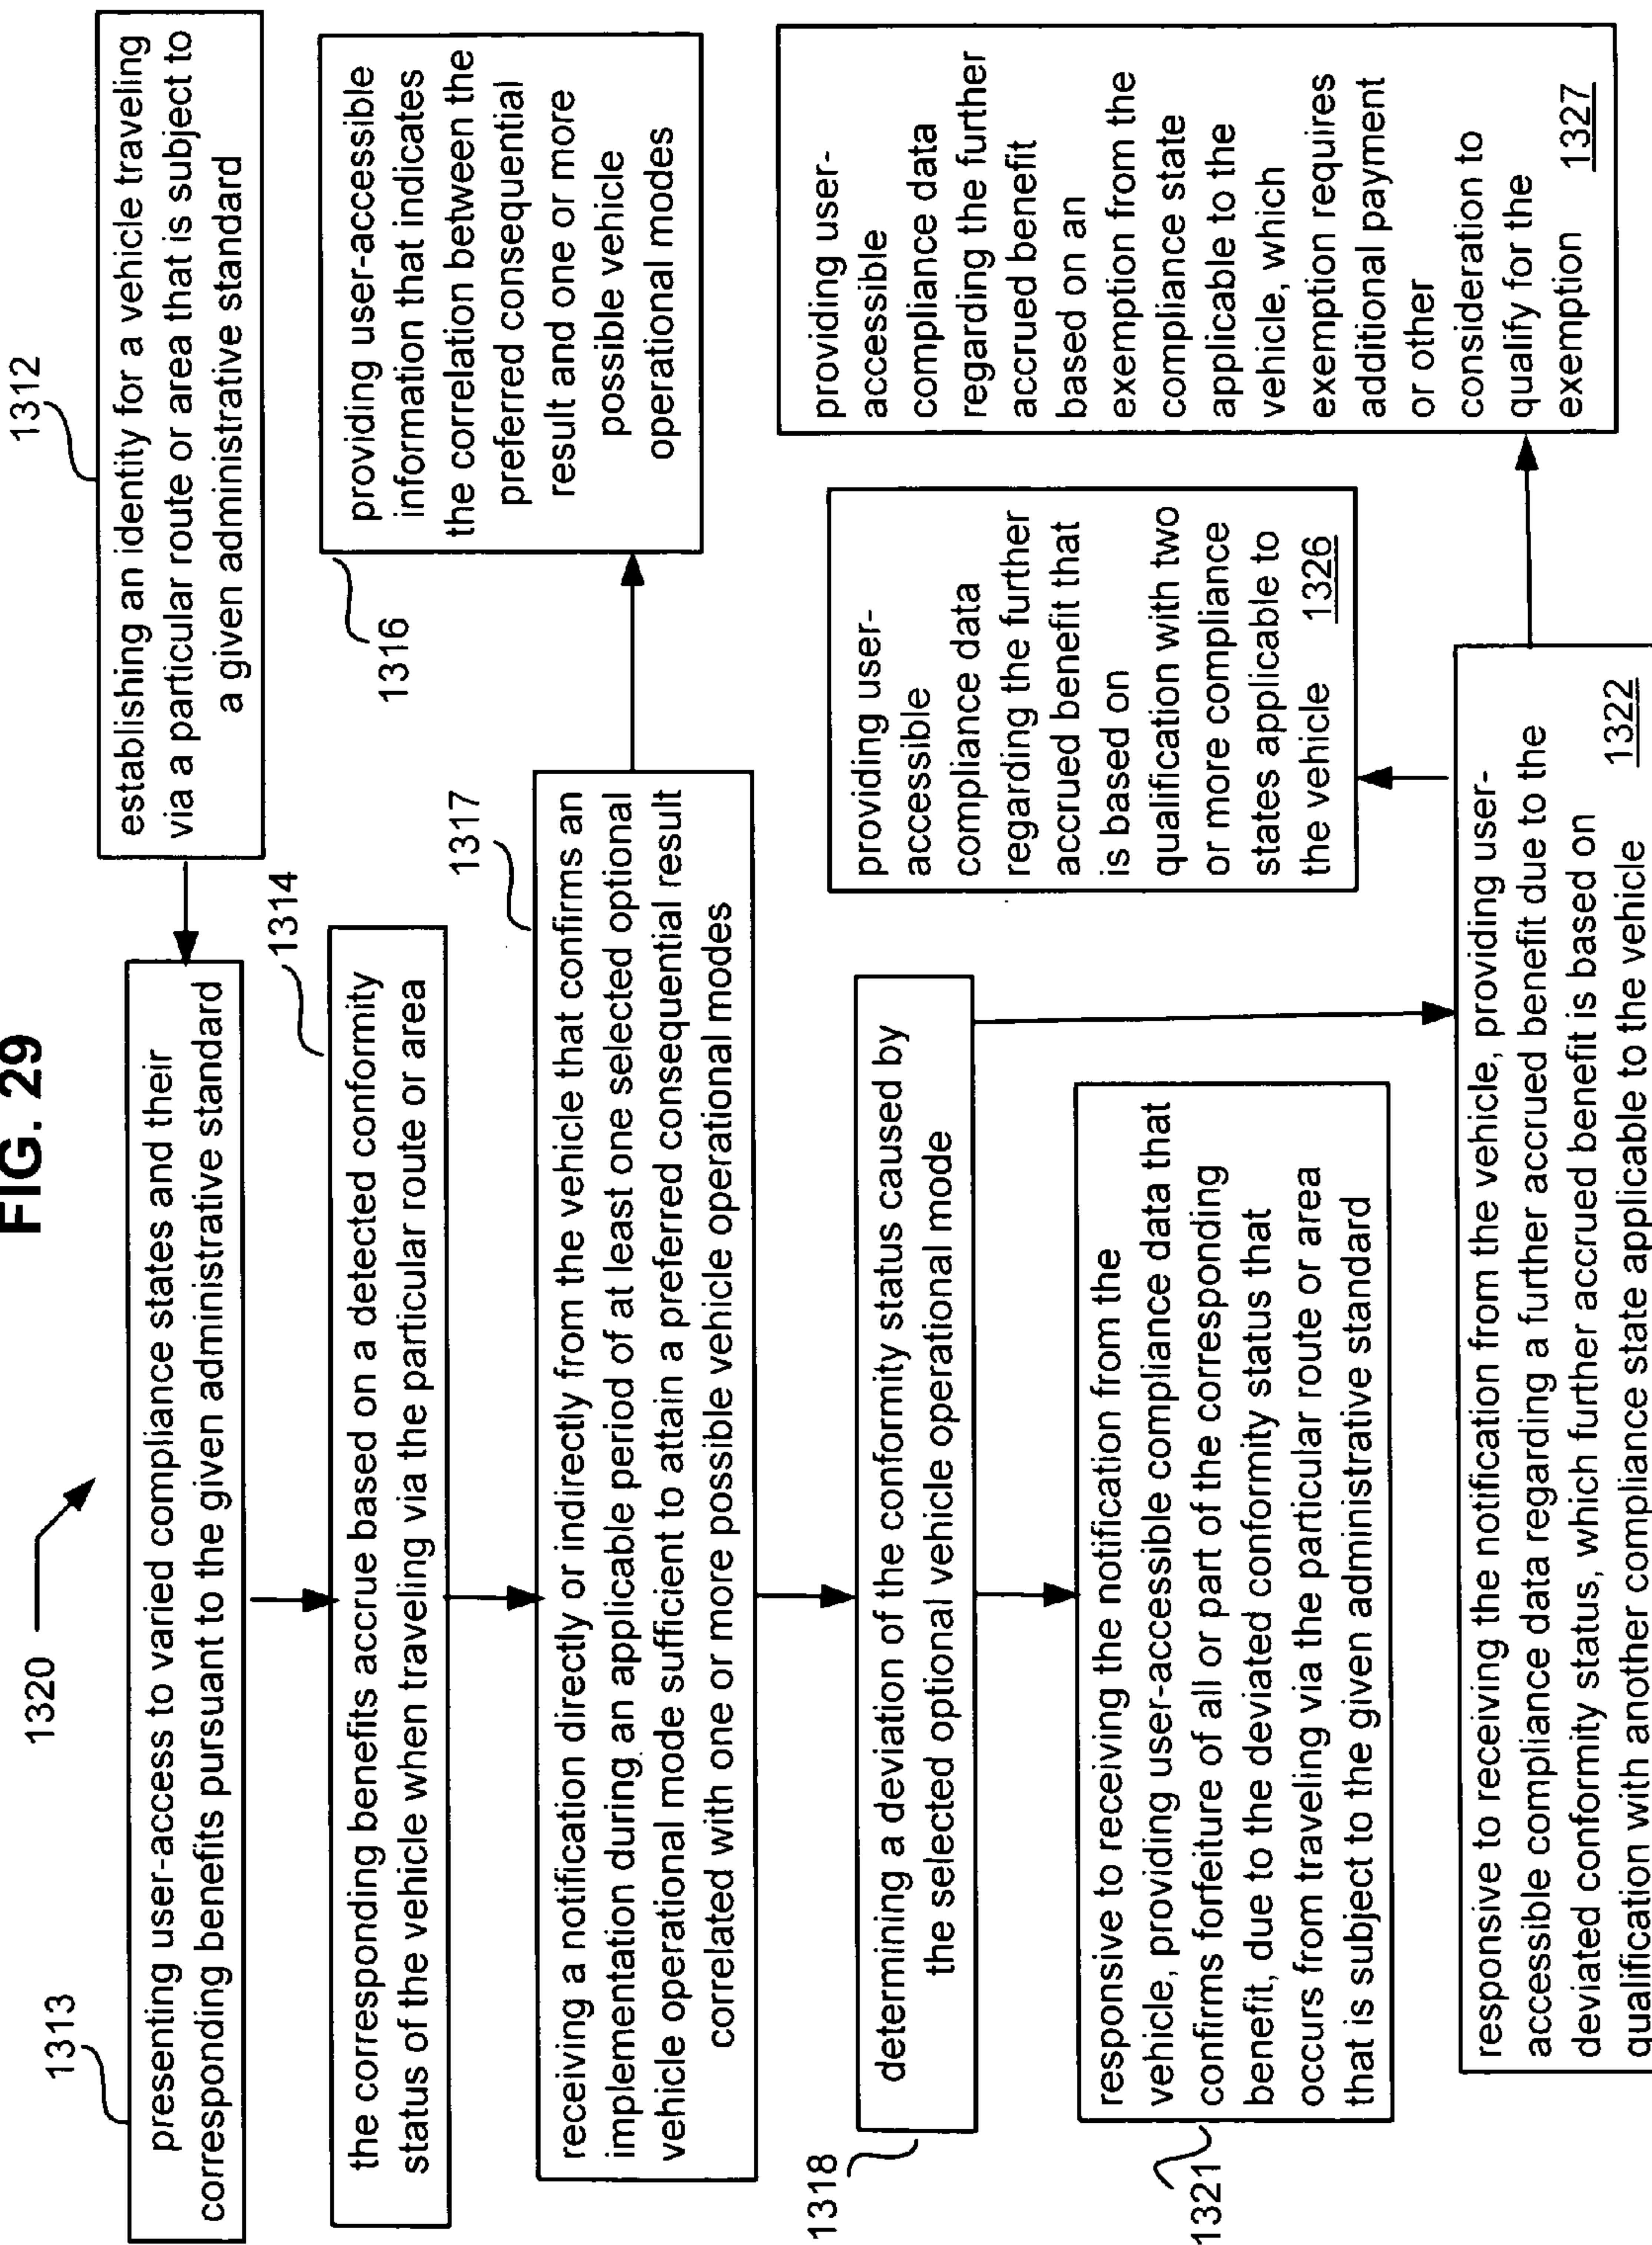 FIG. 29
1320
1312
establishing an identity for a vehicle traveling
via a particular route or area that is subject to
a given administrative standard
1313
presenting user-access to varied compliance states and their
corresponding benefits pursuant to the given administrative standard
1314
the corresponding benefits accrue based on a detected conformity
status of the vehicle when traveling via the particular route or area
1316
providing user-accessible
information that indicates
the correlation between the
preferred consequential
result and one or more
possible vehicle
operational modes
1317
receiving a notification directly or indirectly from the vehicle that confirms an
implementation during an applicable period of at least one selected optional
vehicle operational mode sufficient to attain a preferred consequential result
correlated with one or more possible vehicle operational modes
1318
determining a deviation of the conformity status caused by
the selected optional vehicle operational mode
1321
responsive to receiving the notification from the
vehicle, providing user-accessible compliance data that
confirms forfeiture of all or part of the corresponding
benefit, due to the deviated conformity status that
occurs from traveling via the particular route or area
that is subject to the given administrative standard
providing user-
accessible
compliance data
regarding the further
accrued benefit that
is based on
qualification with two
or more compliance
states applicable to
the vehicle 1326
providing user-
accessible
compliance data
regarding the further
accrued benefit
based on an
exemption from the
compliance state
applicable to the
vehicle, which
exemption requires
additional payment
or other
consideration to
qualify for the
exemption 1327
responsive to receiving the notification from the vehicle, providing user-
accessible compliance data regarding a further accrued benefit due to the
deviated conformity status, which further accrued benefit is based on
qualification with another compliance state applicable to the vehicle
1322